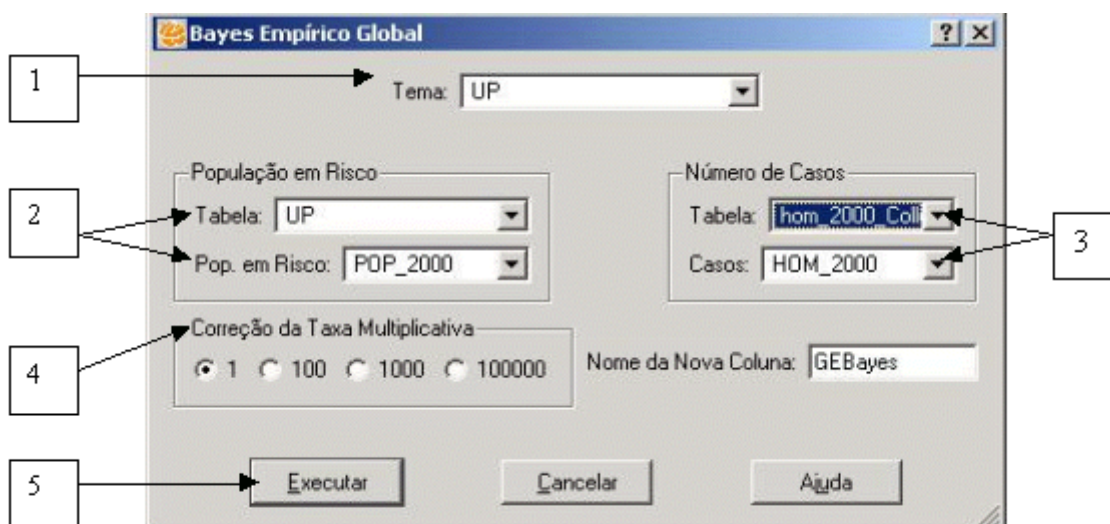 Bayes Empírico Global
1
Tema: UP
População em Risco
Número de Casos
2
Tabela: UP
Tabela: hom_2000_Coll
3
Pop. em Risco: POP_2000
Casos: HOM_2000
Correção da Taxa Multiplicativa
4
1 100 1000 100000
Nome da Nova Coluna: GEBayes
5
Executar
Cancelar
Ajuda